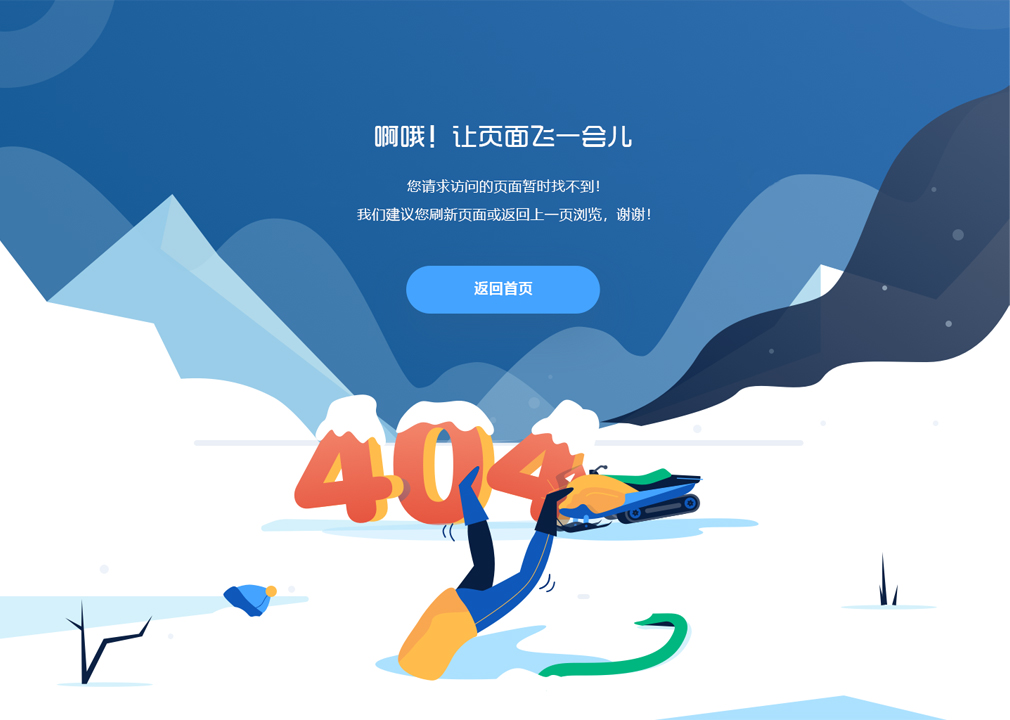 啊哦！让页面飞一会儿
您请求访问的页面暂时找不到！
我们建议您刷新页面或返回上一页浏览，谢谢！
返回首页
404